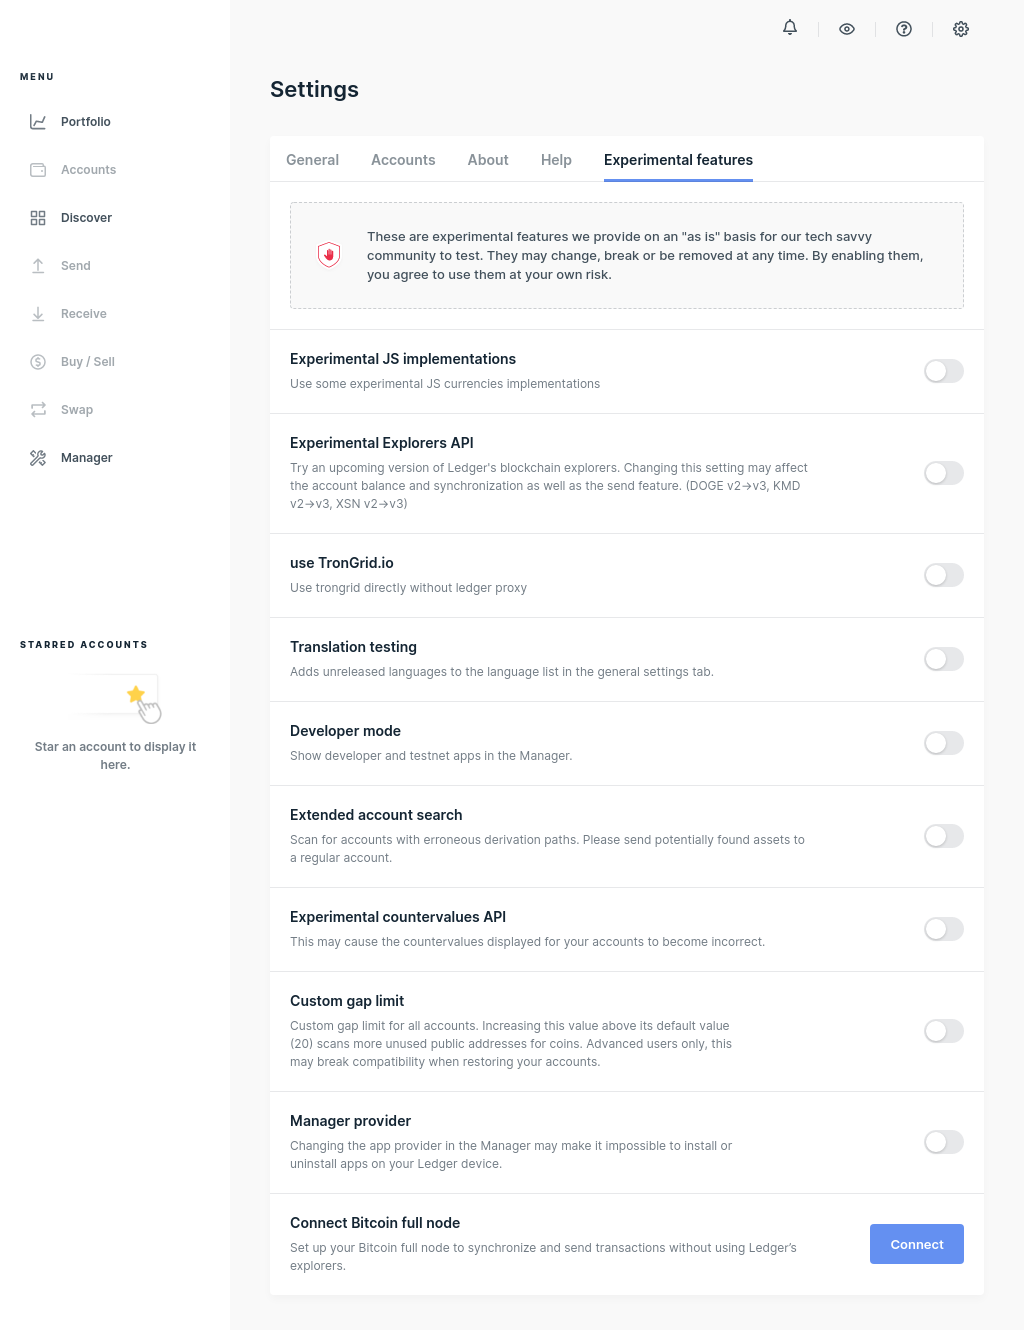 MENU
Portfolio
Accounts
Discover
Send
Receive
Buy / Sell
Swap
Manager
STARRED ACCOUNTS
Star an account to display it
here.
Settings
General
Accounts
About
Help
Experimental features
These are experimental features we provide on an "as is" basis for our tech savvy
community to test. They may change, break or be removed at any time. By enabling them,
you agree to use them at your own risk.
Experimental JS implementations
Use some experimental JS currencies implementations
Experimental Explorers API
Try an upcoming version of Ledger's blockchain explorers. Changing this setting may affect
the account balance and synchronization as well as the send feature. (DOGE v2->v3, KMD
v2->v3, XSN v2->v3)
use TronGrid.io
Use trongrid directly without ledger proxy
Translation testing
Adds unreleased languages to the language list in the general settings tab.
Developer mode
Show developer and testnet apps in the Manager.
Extended account search
Scan for accounts with erroneous derivation paths. Please send potentially found assets to
a regular account.
Experimental countervalues API
This may cause the countervalues displayed for your accounts to become incorrect.
Custom gap limit
Custom gap limit for all accounts. Increasing this value above its default value
(20) scans more unused public addresses for coins. Advanced users only, this
may break compatibility when restoring your accounts.
Manager provider
Changing the app provider in the Manager may make it impossible to install or
uninstall apps on your Ledger device.
Connect Bitcoin full node
Set up your Bitcoin full node to synchronize and send transactions without using Ledger’s
explorers.
Connect